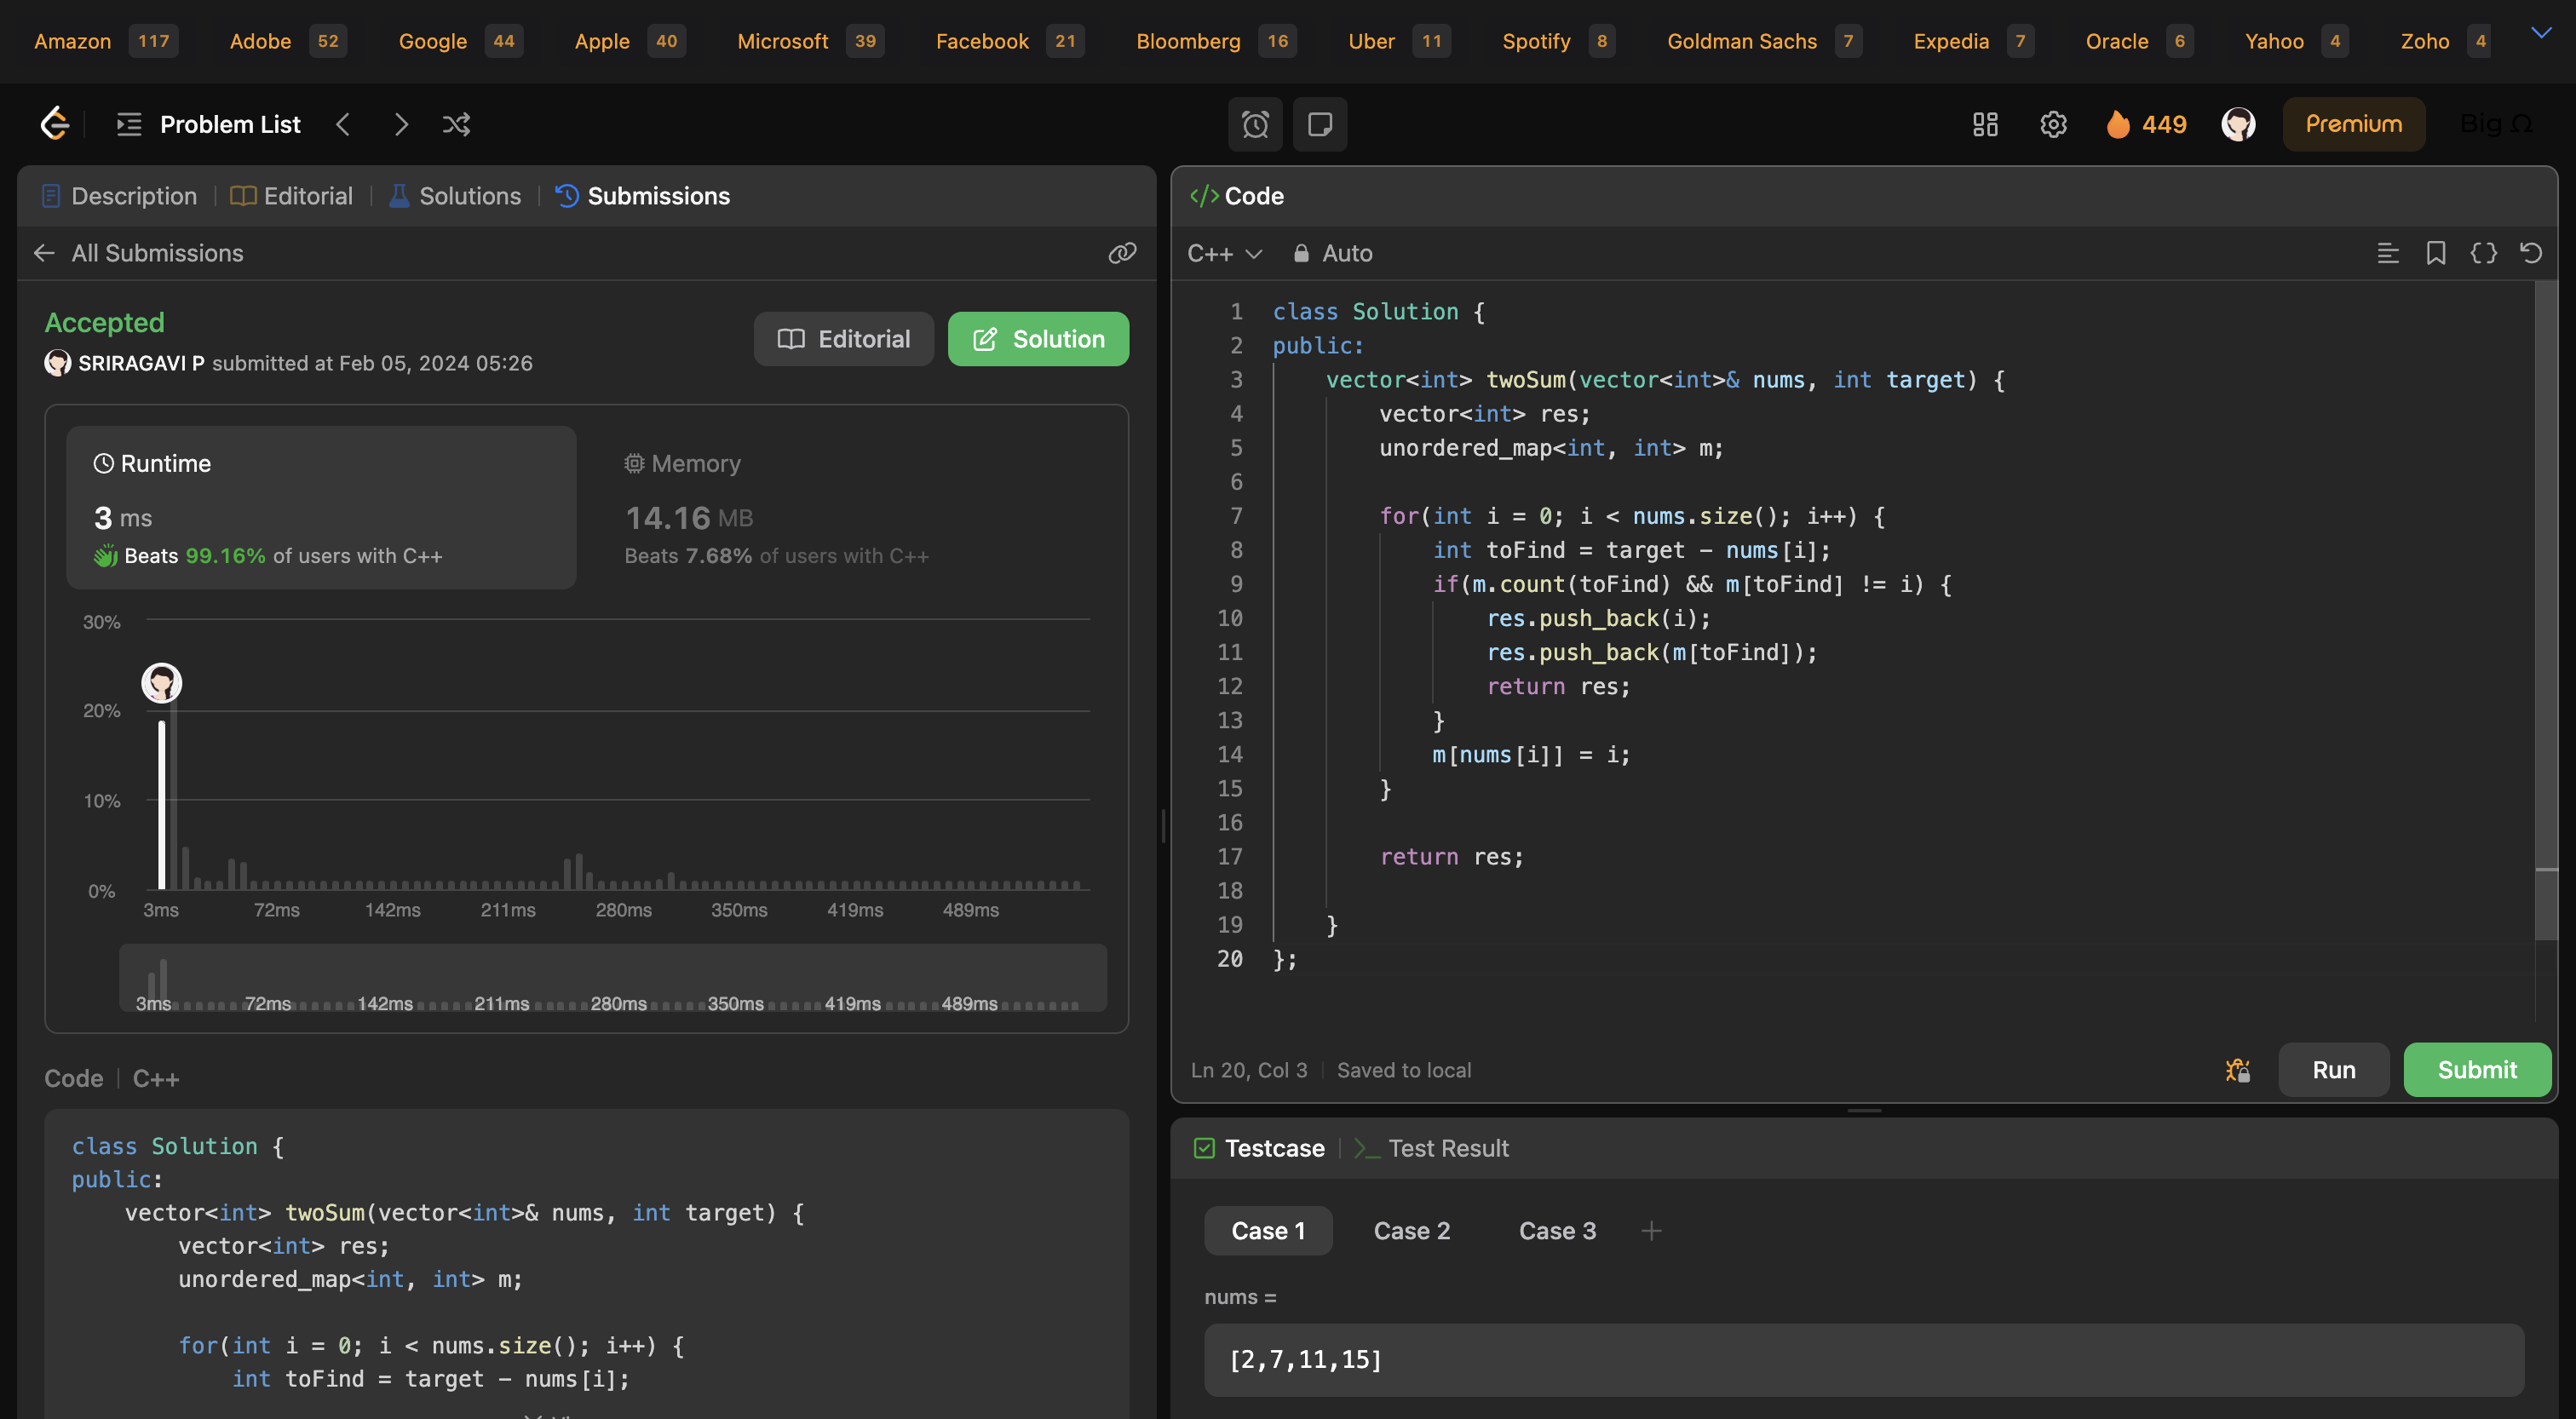 Amazon 117 Adobe 52 Google 44 Apple 40 Microsoft 39 Facebook 21 Bloomberg 16 Uber 11 Spotify 8 Goldman Sachs 7 Expedia 7 Oracle 6 Yahoo 4 Zoho 4
Problem List 449 Premium Big Ω
Description Editorial Solutions Submissions
All Submissions
Accepted
SRIRAGAVI P submitted at Feb 05, 2024 05:26
Editorial Solution
Runtime
3 ms
Beats 99.16% of users with C++
Memory
14.16 MB
Beats 7.68% of users with C++
30%
20%
10%
0%
3ms 72ms 142ms 211ms 280ms 350ms 419ms 489ms
3ms 72ms 142ms 211ms 280ms 350ms 419ms 489ms
Code C++
class Solution {
public:
    vector<int> twoSum(vector<int>& nums, int target) {
        vector<int> res;
        unordered_map<int, int> m;
        for(int i = 0; i < nums.size(); i++) {
            int toFind = target - nums[i];
</> Code
C++ Auto
1 class Solution {
2 public:
3     vector<int> twoSum(vector<int>& nums, int target) {
4         vector<int> res;
5         unordered_map<int, int> m;
6
7         for(int i = 0; i < nums.size(); i++) {
8             int toFind = target - nums[i];
9             if(m.count(toFind) && m[toFind] != i) {
10                 res.push_back(i);
11                 res.push_back(m[toFind]);
12                 return res;
13             }
14             m[nums[i]] = i;
15         }
16
17         return res;
18
19     }
20 };
Ln 20, Col 3 Saved to local
Run Submit
Testcase Test Result
Case 1 Case 2 Case 3 +
nums =
[2,7,11,15]